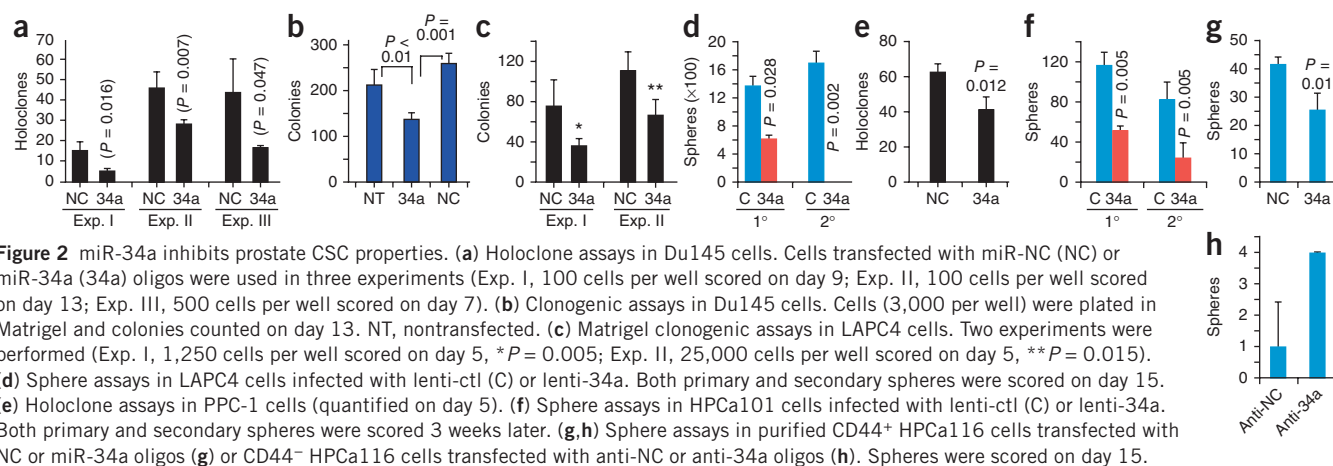 a
70
60
50
40
30
20
10
0
Holoclones
(P = 0.016)
(P = 0.007)
(P = 0.047)
NC 34a NC 34a NC 34a
Exp. I Exp. II Exp. III
b
300
200
100
0
Colonies
P < 0.01
P = 0.001
NT 34a NC
c
120
80
40
0
Colonies
*
**
NC 34a NC 34a
Exp. I Exp. II
d
20
16
12
8
4
0
Spheres (×100)
P = 0.028
P = 0.002
C 34a C 34a
1° 2°
e
80
60
40
20
0
Holoclones
P = 0.012
NC 34a
f
120
80
40
0
Spheres
P = 0.005
P = 0.005
C 34a C 34a
1° 2°
g
50
40
30
20
10
0
Spheres
P = 0.01
NC 34a
h
4
3
2
1
0
Spheres
Anti-NC
Anti-34a
Figure 2 miR-34a inhibits prostate CSC properties. (a) Holoclone assays in Du145 cells. Cells transfected with miR-NC (NC) or
miR-34a (34a) oligos were used in three experiments (Exp. I, 100 cells per well scored on day 9; Exp. II, 100 cells per well scored
on day 13; Exp. III, 500 cells per well scored on day 7). (b) Clonogenic assays in Du145 cells. Cells (3,000 per well) were plated in
Matrigel and colonies counted on day 13. NT, nontransfected. (c) Matrigel clonogenic assays in LAPC4 cells. Two experiments were
performed (Exp. I, 1,250 cells per well scored on day 5, *P = 0.005; Exp. II, 25,000 cells per well scored on day 5, **P = 0.015).
(d) Sphere assays in LAPC4 cells infected with lenti-ctl (C) or lenti-34a. Both primary and secondary spheres were scored on day 15.
(e) Holoclone assays in PPC-1 cells (quantified on day 5). (f) Sphere assays in HPCa101 cells infected with lenti-ctl (C) or lenti-34a.
Both primary and secondary spheres were scored 3 weeks later. (g,h) Sphere assays in purified CD44⁺ HPCa116 cells transfected with
NC or miR-34a oligos (g) or CD44⁻ HPCa116 cells transfected with anti-NC or anti-34a oligos (h). Spheres were scored on day 15.